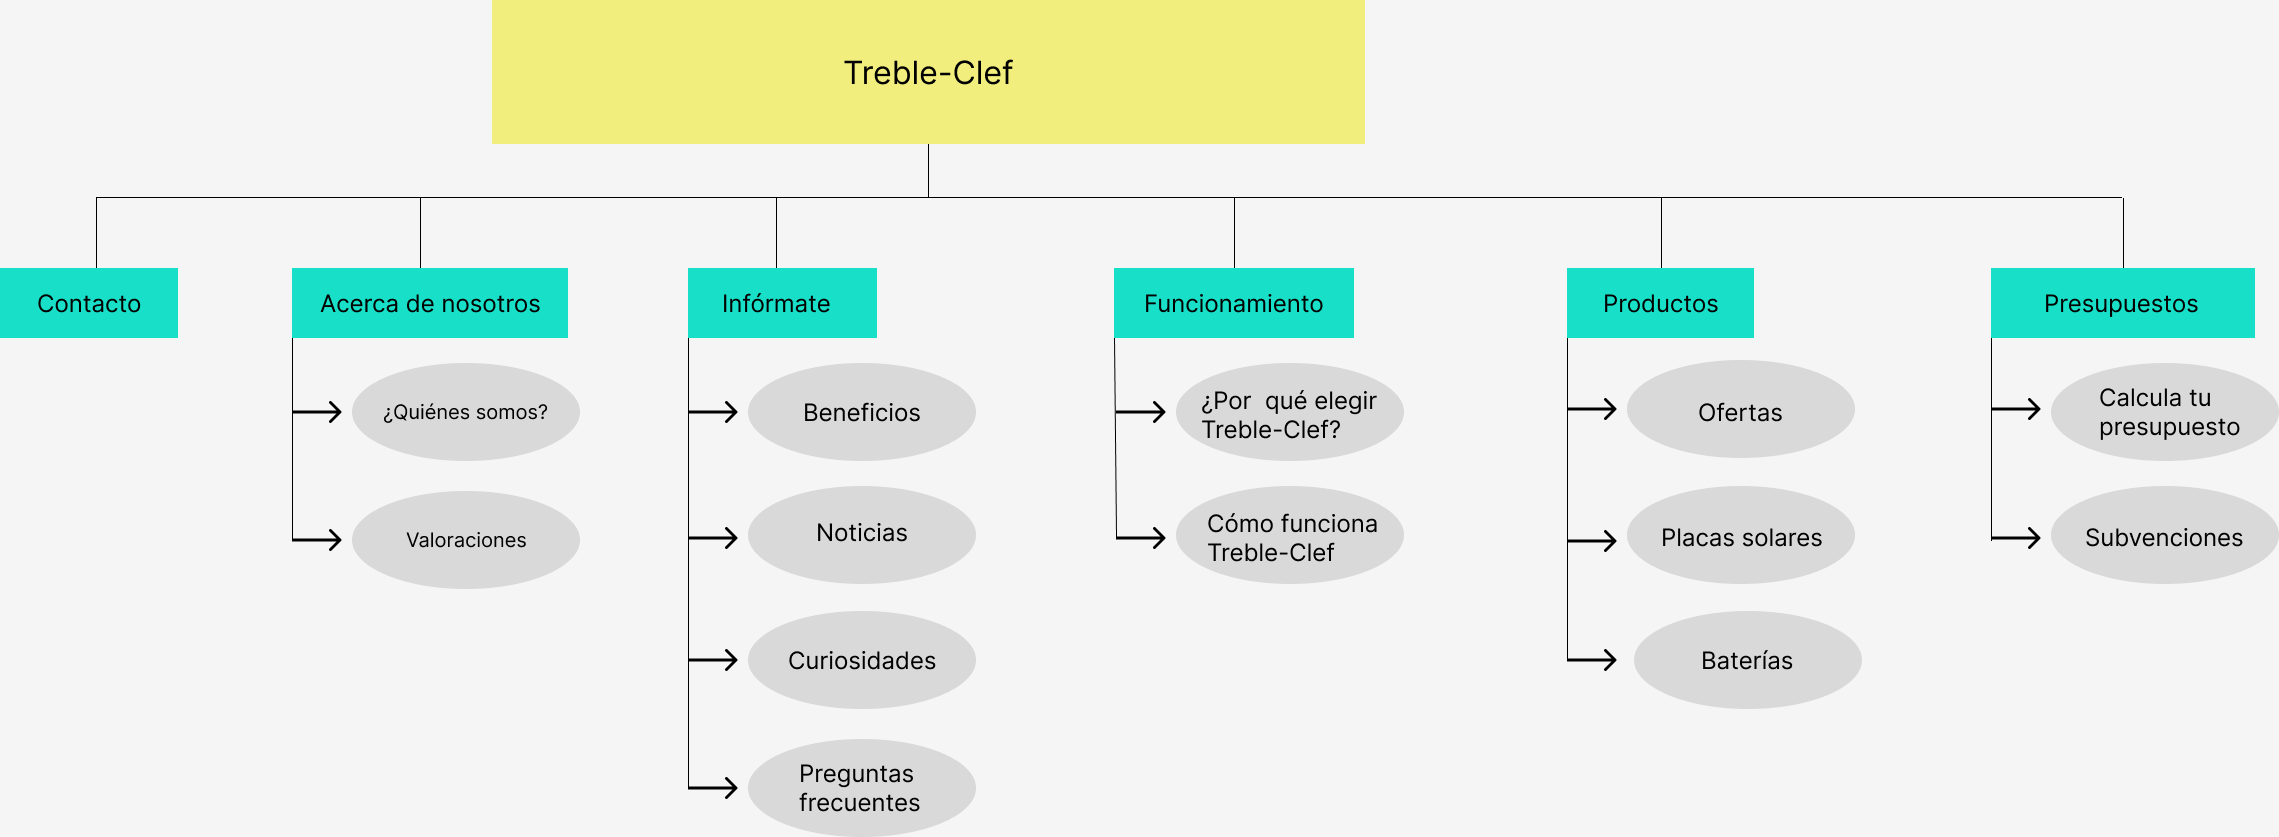 Treble-Clef
Contacto
Acerca de nosotros
Infórmate
Funcionamiento
Productos
Presupuestos
¿Quiénes somos?
Valoraciones
Beneficios
Noticias
Curiosidades
Preguntas
frecuentes
¿Por  qué elegir
Treble-Clef?
Cómo funciona
Treble-Clef
Ofertas
Placas solares
Baterías
Calcula tu
presupuesto
Subvenciones